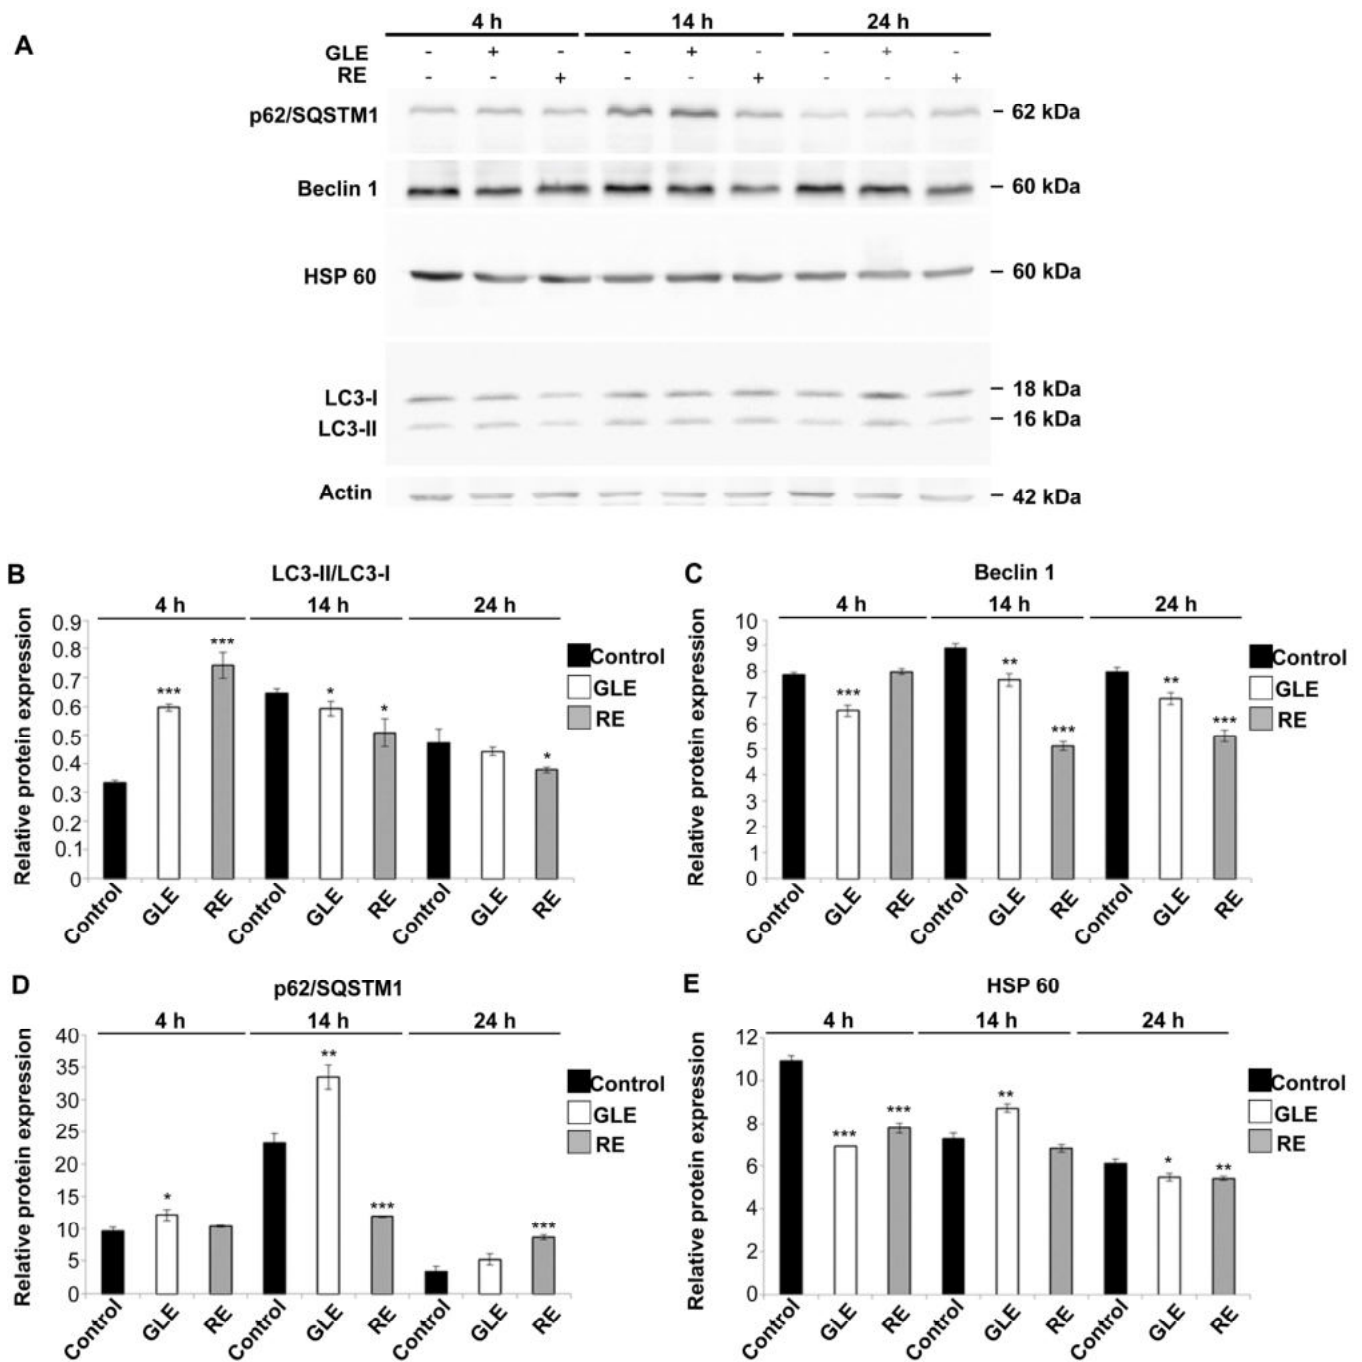 A
4 h 14 h 24 h
GLE - + - - + - - + -
RE - - + - - + - - +
p62/SQSTM1 – 62 kDa
Beclin 1 – 60 kDa
HSP 60 – 60 kDa
LC3-I – 18 kDa
LC3-II – 16 kDa
Actin – 42 kDa
B
LC3-II/LC3-I
4 h 14 h 24 h
Relative protein expression
0.9
0.8
0.7
0.6
0.5
0.4
0.3
0.2
0.1
0
*** *** * * *
Control GLE RE Control GLE RE Control GLE RE
Control
GLE
RE
C
Beclin 1
4 h 14 h 24 h
Relative protein expression
10
9
8
7
6
5
4
3
2
1
0
*** ** *** ** ***
Control GLE RE Control GLE RE Control GLE RE
Control
GLE
RE
D
p62/SQSTM1
4 h 14 h 24 h
Relative protein expression
40
35
30
25
20
15
10
5
0
* ** *** ***
Control GLE RE Control GLE RE Control GLE RE
Control
GLE
RE
E
HSP 60
4 h 14 h 24 h
Relative protein expression
12
10
8
6
4
2
0
*** *** ** * **
Control GLE RE Control GLE RE Control GLE RE
Control
GLE
RE